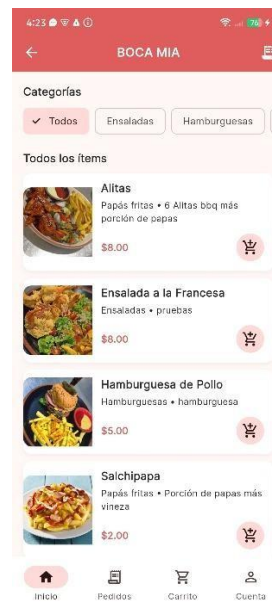 4:23
76
BOCA MIA
Categorías
Todos
Ensaladas
Hamburguesas
Todos los ítems
Alitas
Papás fritas • 6 Alitas bbq más
porción de papas
$8.00
Ensalada a la Francesa
Ensaladas • pruebas
$8.00
Hamburguesa de Pollo
Hamburguesas • hamburguesa
$5.00
Salchipapa
Papás fritas • Porción de papas más
vineza
$2.00
Inicio
Pedidos
Carrito
Cuenta